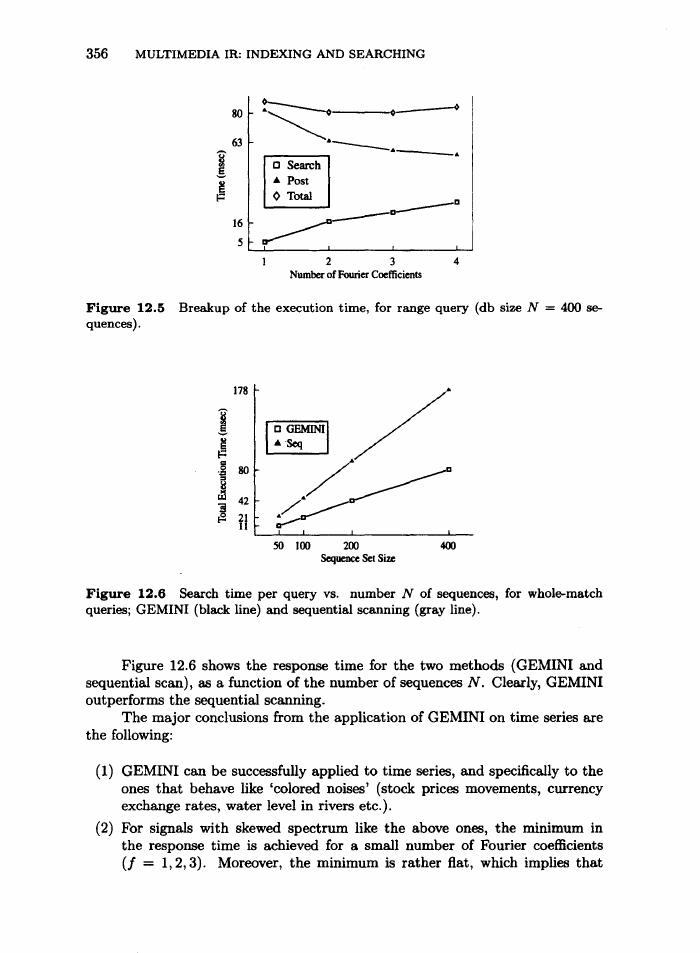 356 MULTIMEDIA IR: INDEXING AND SEARCHING
80
63
16
5
Time (msec)
Search
Post
Total
1 2 3 4
Number of Fourier Coefficients
Figure 12.5 Breakup of the execution time, for range query (db size N = 400 se-
quences).
178
80
42
21
11
Total Execution Time (msec)
GEMINI
Seq
50 100 200 400
Sequence Set Size
Figure 12.6 Search time per query vs. number N of sequences, for whole-match
queries; GEMINI (black line) and sequential scanning (gray line).
Figure 12.6 shows the response time for the two methods (GEMINI and
sequential scan), as a function of the number of sequences N. Clearly, GEMINI
outperforms the sequential scanning.
The major conclusions from the application of GEMINI on time series are
the following:
(1) GEMINI can be successfully applied to time series, and specifically to the
ones that behave like ‘colored noises’ (stock prices movements, currency
exchange rates, water level in rivers etc.).
(2) For signals with skewed spectrum like the above ones, the minimum in
the response time is achieved for a small number of Fourier coefficients
(f = 1, 2, 3). Moreover, the minimum is rather flat, which implies that